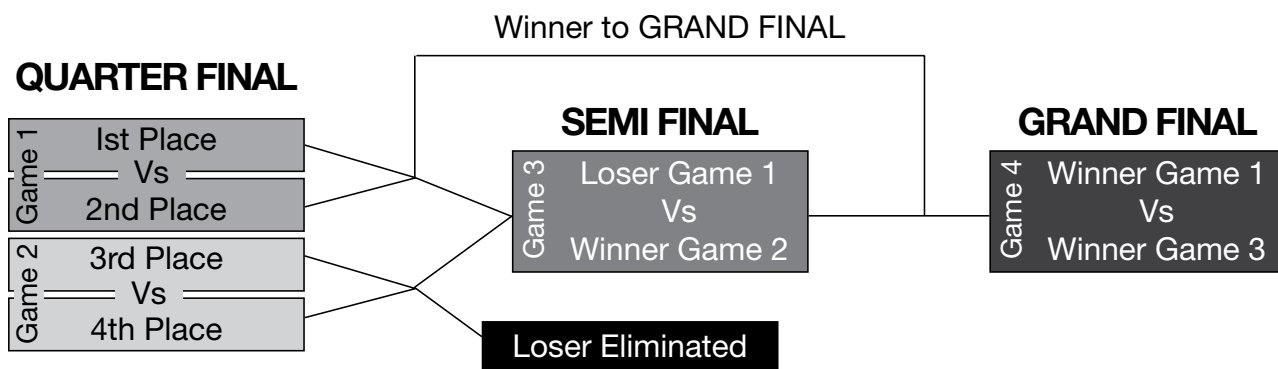 Winner to GRAND FINAL
QUARTER FINAL
Game 1
Ist Place
Vs
2nd Place
Game 2
3rd Place
Vs
4th Place
SEMI FINAL
Game 3
Loser Game 1
Vs
Winner Game 2
Loser Eliminated
GRAND FINAL
Game 4
Winner Game 1
Vs
Winner Game 3